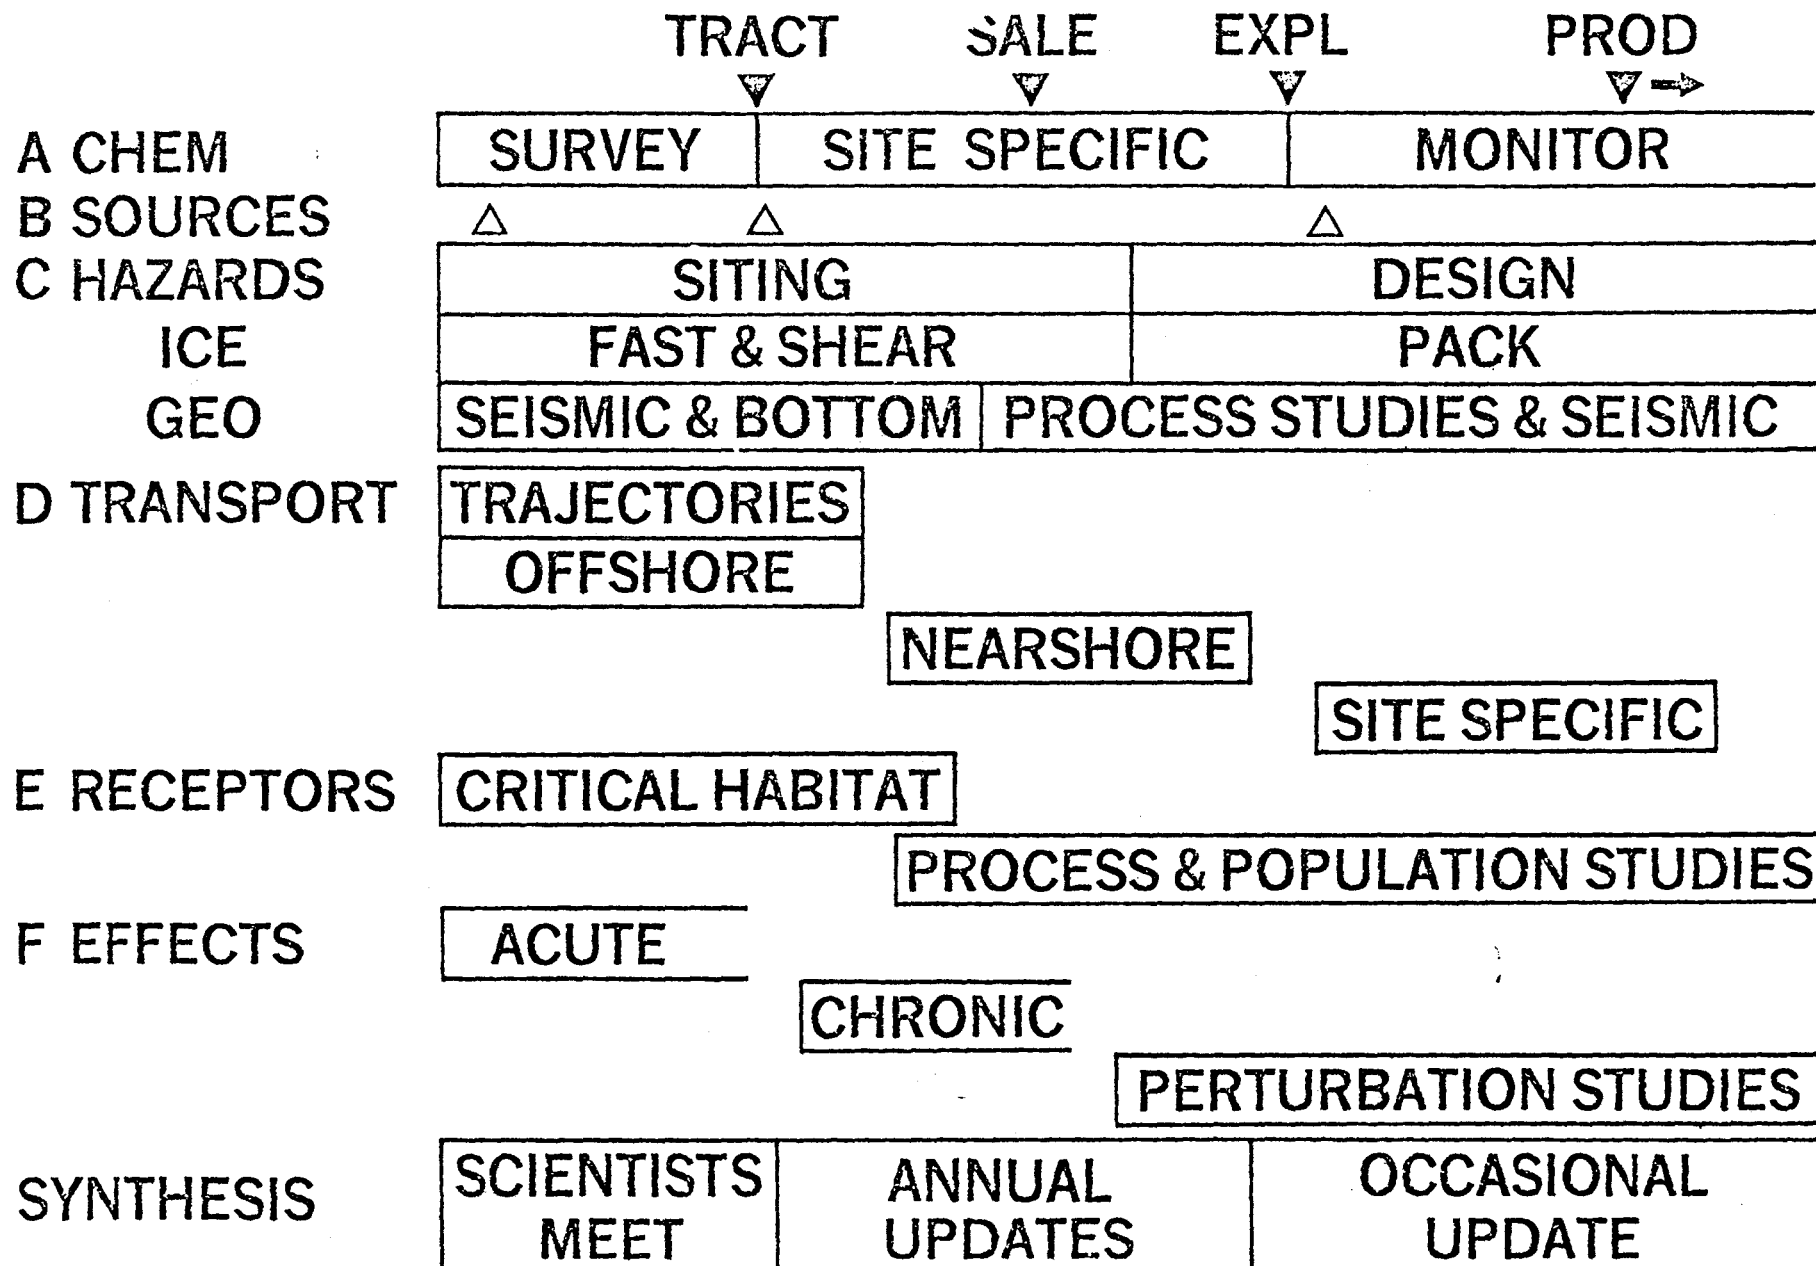 TRACT SALE EXPL PROD
A CHEM SURVEY SITE SPECIFIC MONITOR
B SOURCES
C HAZARDS SITING DESIGN
ICE FAST & SHEAR PACK
GEO SEISMIC & BOTTOM PROCESS STUDIES & SEISMIC
D TRANSPORT TRAJECTORIES
OFFSHORE
NEARSHORE
SITE SPECIFIC
E RECEPTORS CRITICAL HABITAT
PROCESS & POPULATION STUDIES
F EFFECTS ACUTE
CHRONIC
PERTURBATION STUDIES
SYNTHESIS SCIENTISTS MEET ANNUAL UPDATES OCCASIONAL UPDATE